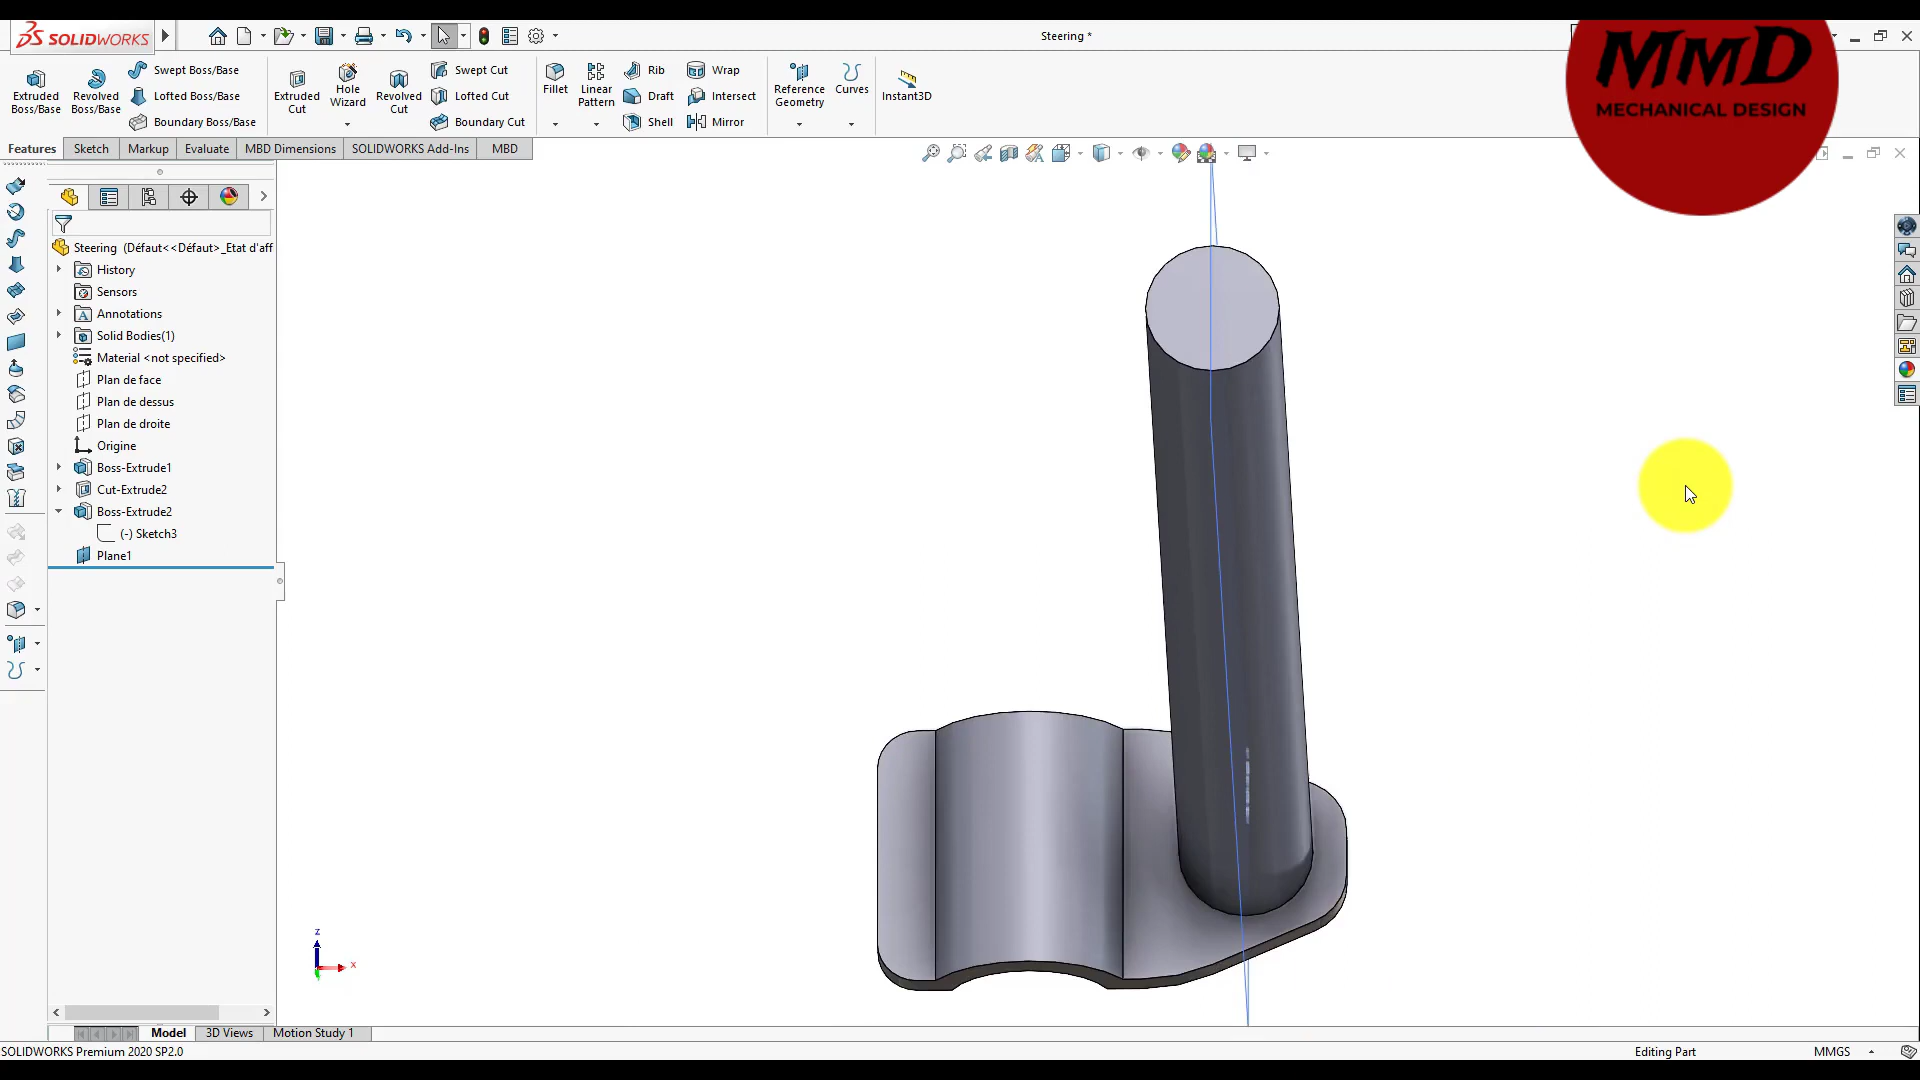 SOLIDWORKS
Steering *
MMD
MECHANICAL DESIGN
Extruded Boss/Base
Revolved Boss/Base
Swept Boss/Base
Lofted Boss/Base
Boundary Boss/Base
Extruded Cut
Hole Wizard
Revolved Cut
Swept Cut
Lofted Cut
Boundary Cut
Fillet
Linear Pattern
Rib
Draft
Shell
Wrap
Intersect
Mirror
Reference Geometry
Curves
Instant3D
Features
Sketch
Markup
Evaluate
MBD Dimensions
SOLIDWORKS Add-Ins
MBD
Steering (Défaut<<Défaut>_Etat d'aff
History
Sensors
Annotations
Solid Bodies(1)
Material <not specified>
Plan de face
Plan de dessus
Plan de droite
Origine
Boss-Extrude1
Cut-Extrude2
Boss-Extrude2
(-) Sketch3
Plane1
z
x
Model
3D Views
Motion Study 1
SOLIDWORKS Premium 2020 SP2.0
Editing Part
MMGS